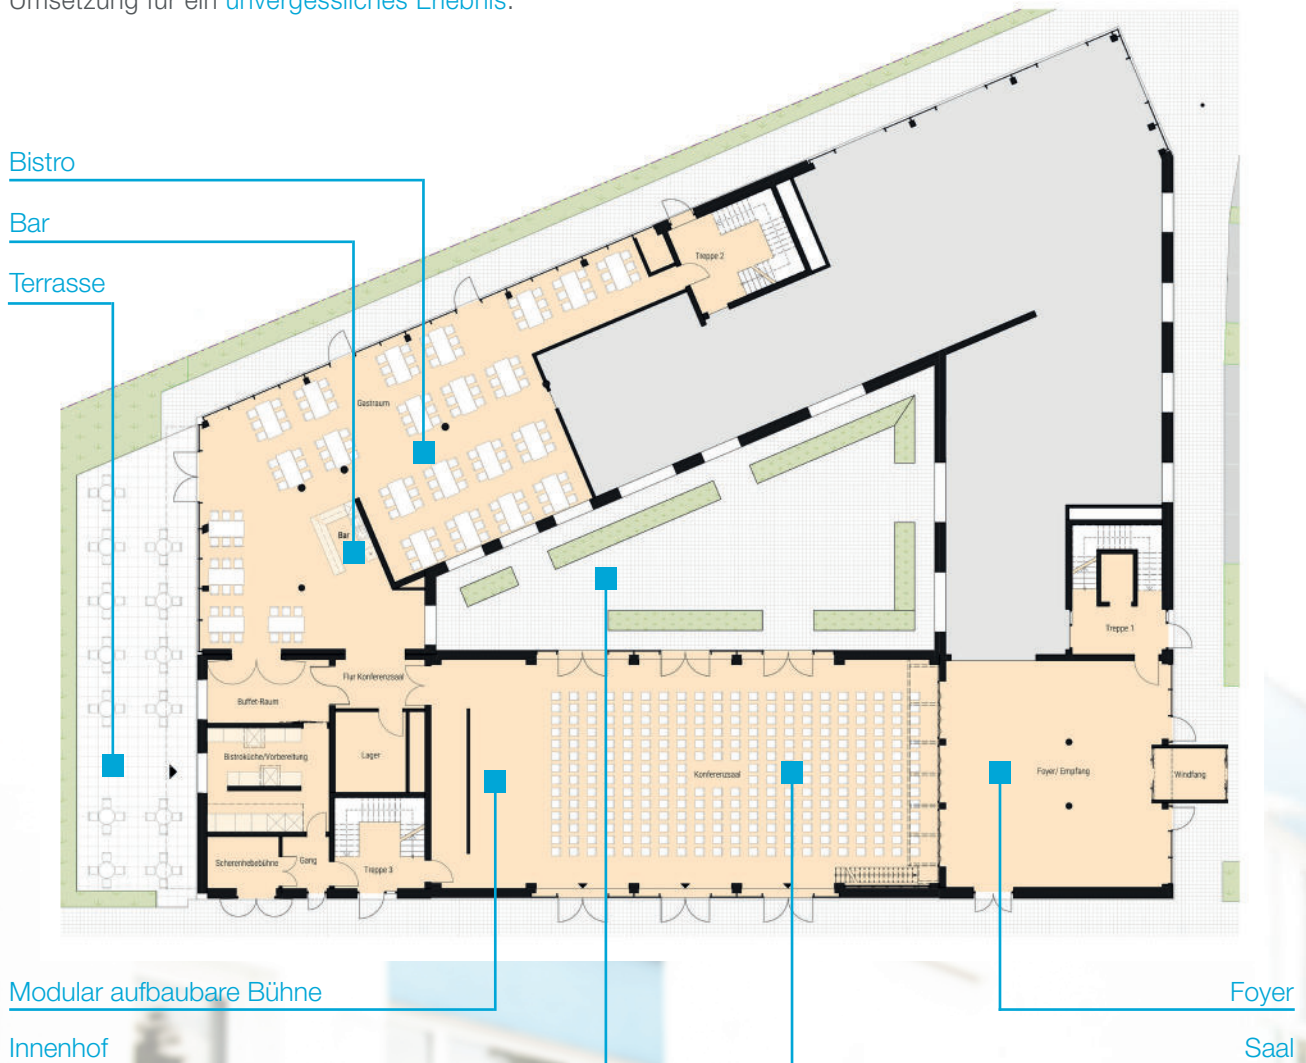 Umsetzung für ein unvergessliches Erlebnis.
Bistro
Bar
Terrasse
Treppe 2
Gastraum
Bar
Treppe 1
Flur Konferenzsaal
Buffet-Raum
Bistroküche/Vorbereitung
Lager
Konferenzsaal
Foyer/ Empfang
Windfang
Scherenhebebühne
Gang
Treppe 3
Modular aufbaubare Bühne
Foyer
Innenhof
Saal